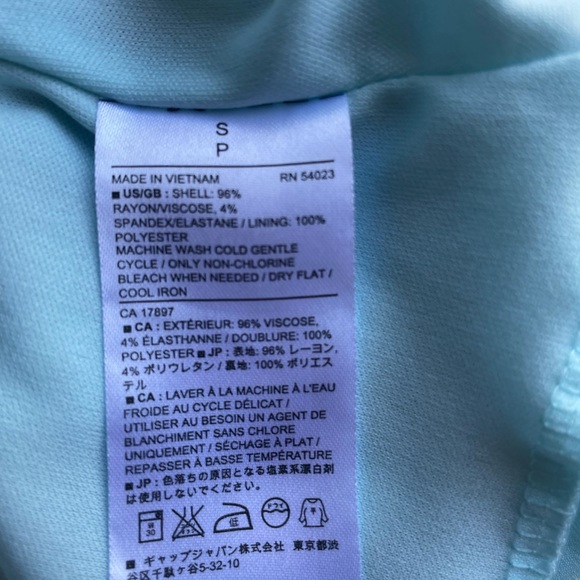 S
P
MADE IN VIETNAM RN 54023
■ US/GB : SHELL: 96%
RAYON/VISCOSE, 4%
SPANDEX/ELASTANE / LINING: 100%
POLYESTER
MACHINE WASH COLD GENTLE
CYCLE / ONLY NON-CHLORINE
BLEACH WHEN NEEDED / DRY FLAT /
COOL IRON
CA 17897
■ CA : EXTÉRIEUR: 96% VISCOSE,
4% ÉLASTHANNE / DOUBLURE: 100%
POLYESTER ■ JP : 表地: 96% レーヨン,
4% ポリウレタン / 裏地: 100% ポリエス
テル
■ CA : LAVER À LA MACHINE À L'EAU
FROIDE AU CYCLE DÉLICAT /
UTILISER AU BESOIN UN AGENT DE
BLANCHIMENT SANS CHLORE
UNIQUEMENT / SÉCHAGE À PLAT /
REPASSER À BASSE TEMPÉRATURE
■ JP : 色落ちの原因となる塩素系漂白剤
は使用しないでください。
30 低 ドライ 平
■ ギャップジャパン株式会社 東京都渋
谷区千駄ヶ谷5-32-10